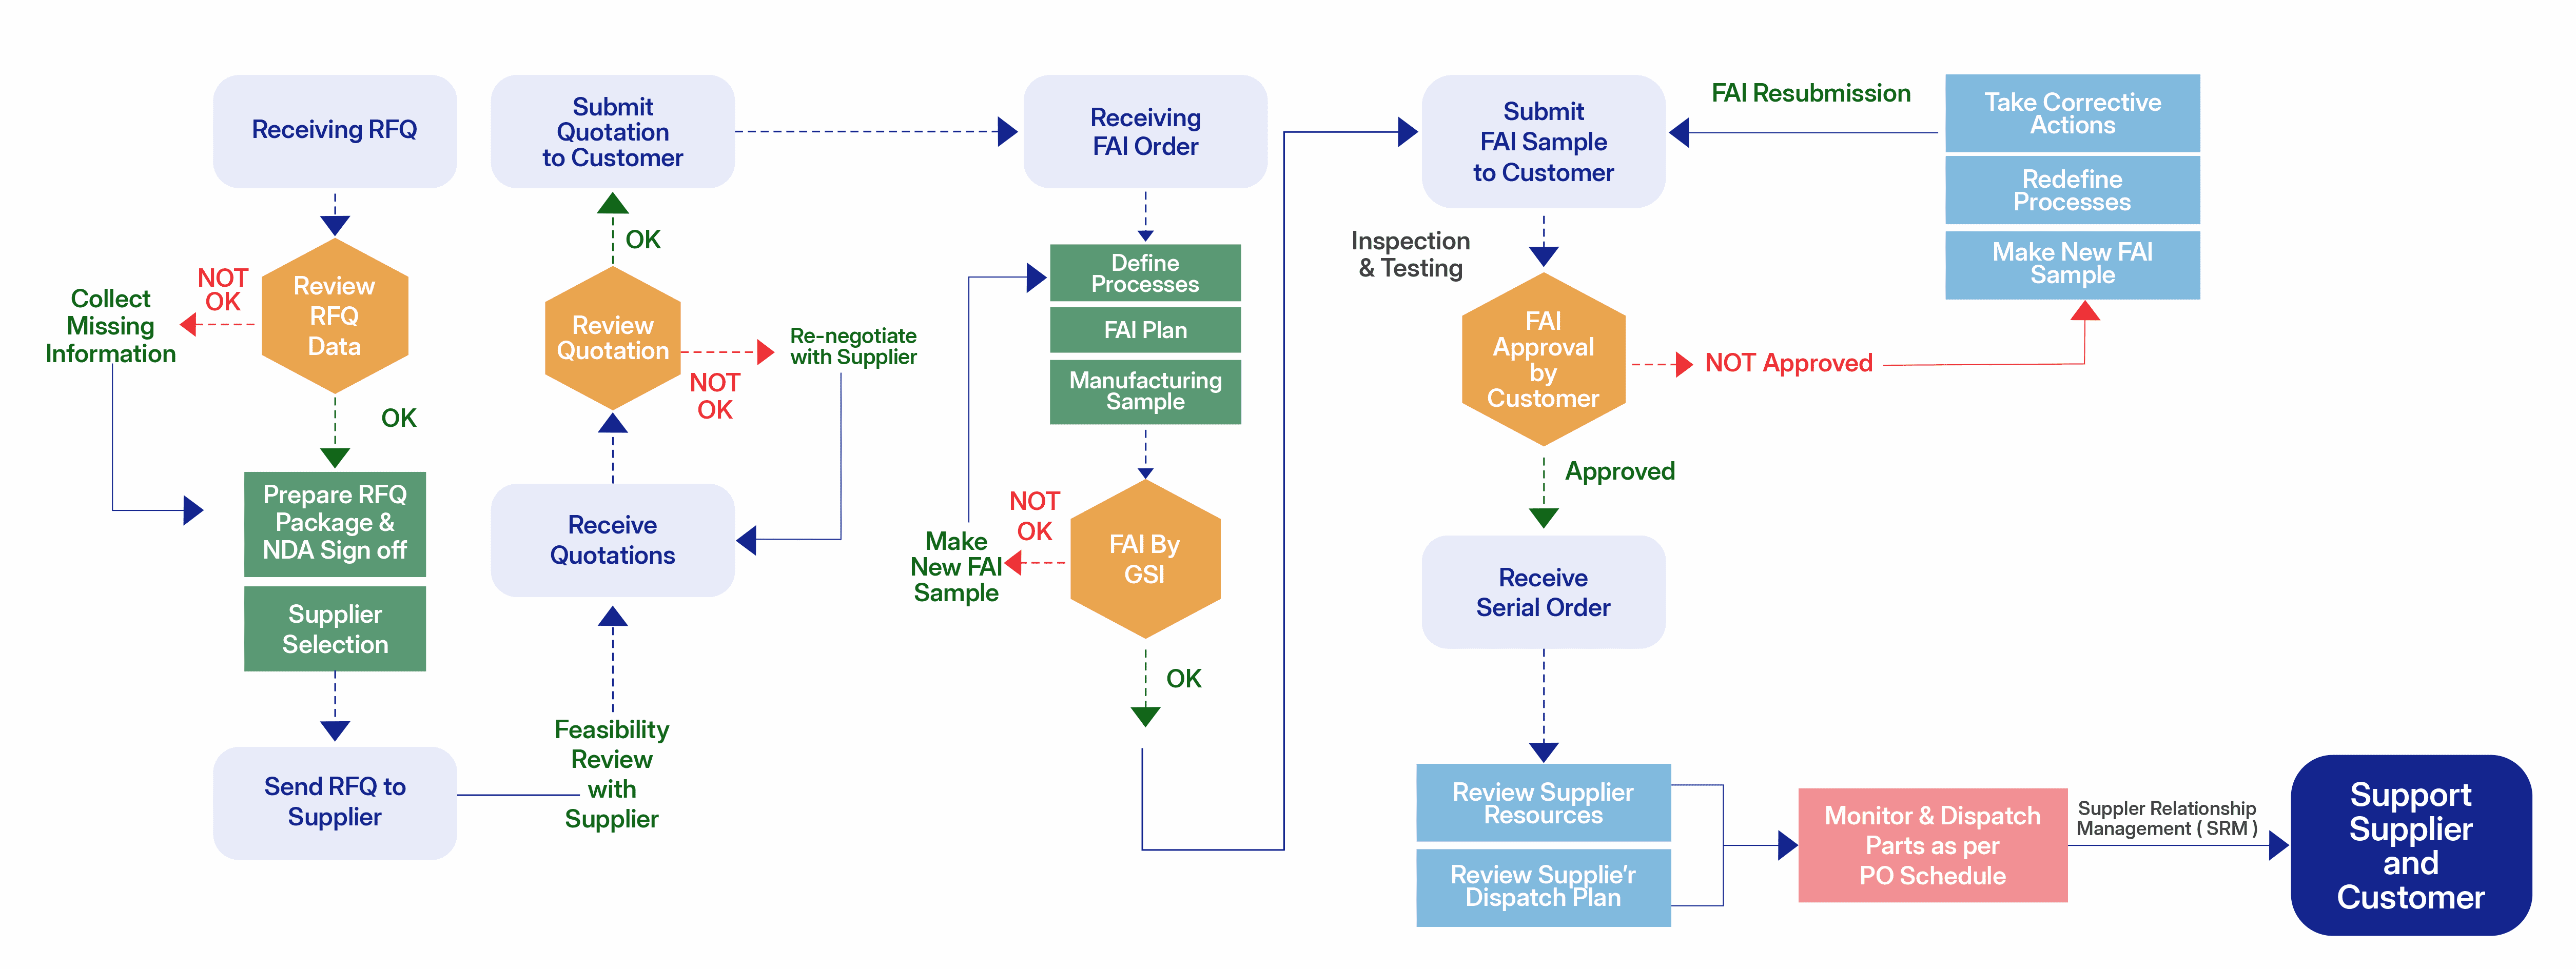 Receiving RFQ
Review
RFQ
Data
NOT
OK
Collect
Missing
Information
OK
Prepare RFQ
Package &
NDA Sign off
Supplier
Selection
Send RFQ to
Supplier
Feasibility
Review
with
Supplier
Receive
Quotations
Review
Quotation
NOT
OK
Re-negotiate
with Supplier
OK
Submit
Quotation
to Customer
Receiving
FAI Order
Define
Processes
FAI Plan
Manufacturing
Sample
FAI By
GSI
NOT
OK
Make
New FAI
Sample
OK
Submit
FAI Sample
to Customer
Inspection
& Testing
FAI
Approval
by
Customer
NOT Approved
Make New FAI
Sample
Redefine
Processes
Take Corrective
Actions
FAI Resubmission
Approved
Receive
Serial Order
Review Supplier
Resources
Review Supplie'r
Dispatch Plan
Monitor & Dispatch
Parts as per
PO Schedule
Suppler Relationship
Management ( SRM )
Support
Supplier
and
Customer